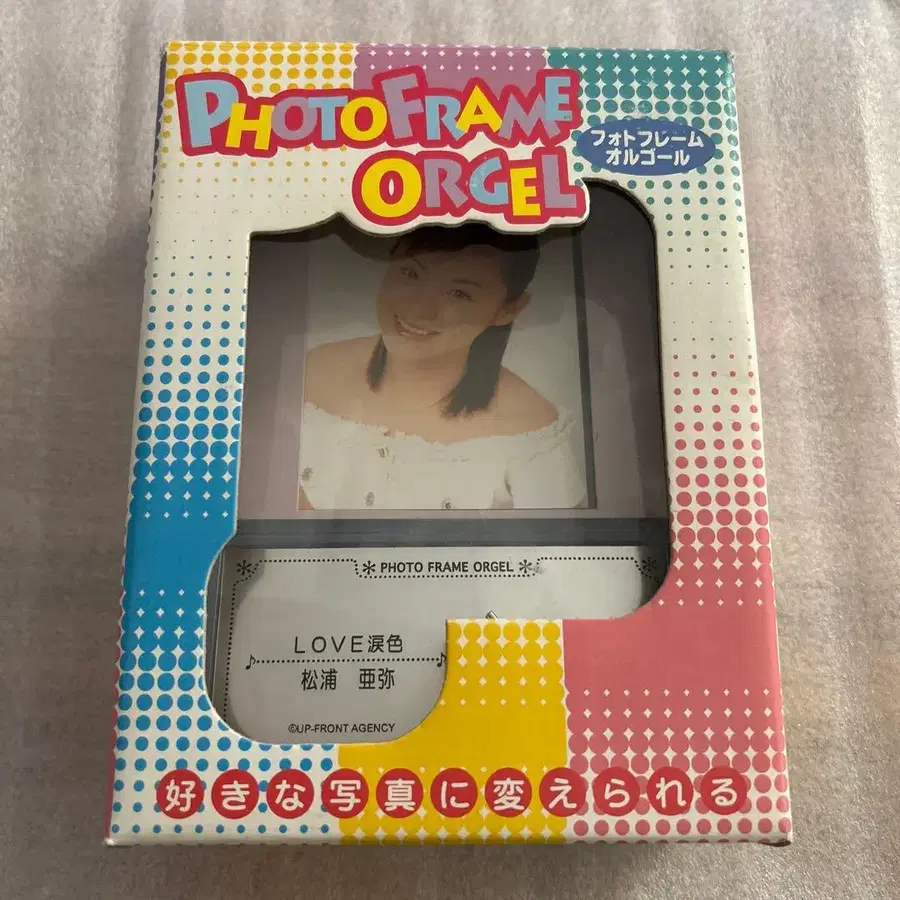 PHOTOFRAME
ORGEL
フォトフレーム
オルゴール
PHOTO FRAME ORGEL
LOVE涙色
松浦 亜弥
©UP-FRONT AGENCY
好きな写真に変えられる